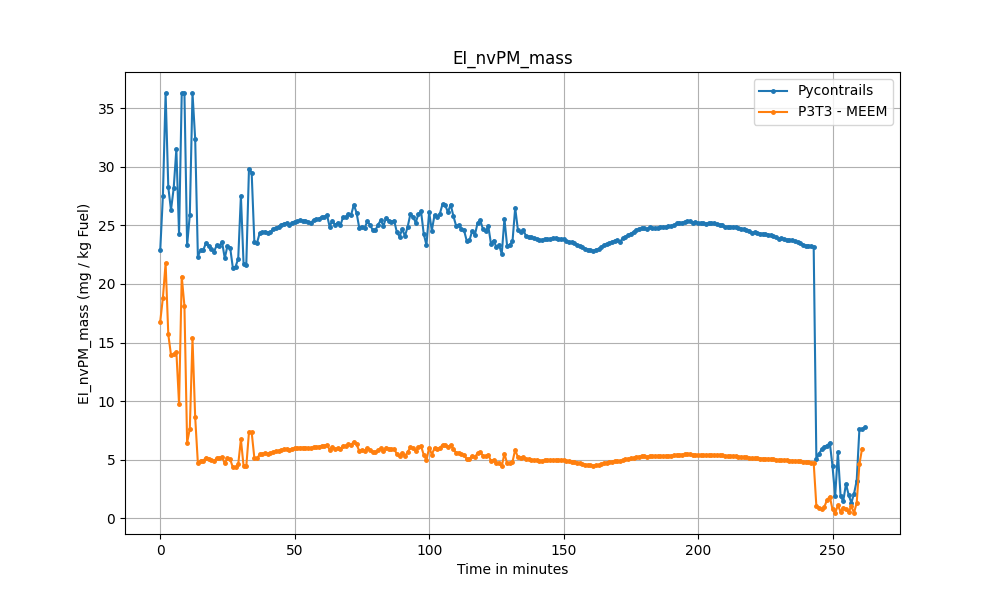 EI_nvPM_mass
Pycontrails
P3T3 - MEEM
EI_nvPM_mass (mg / kg Fuel)
35
30
25
20
15
10
5
0
0 50 100 150 200 250
Time in minutes